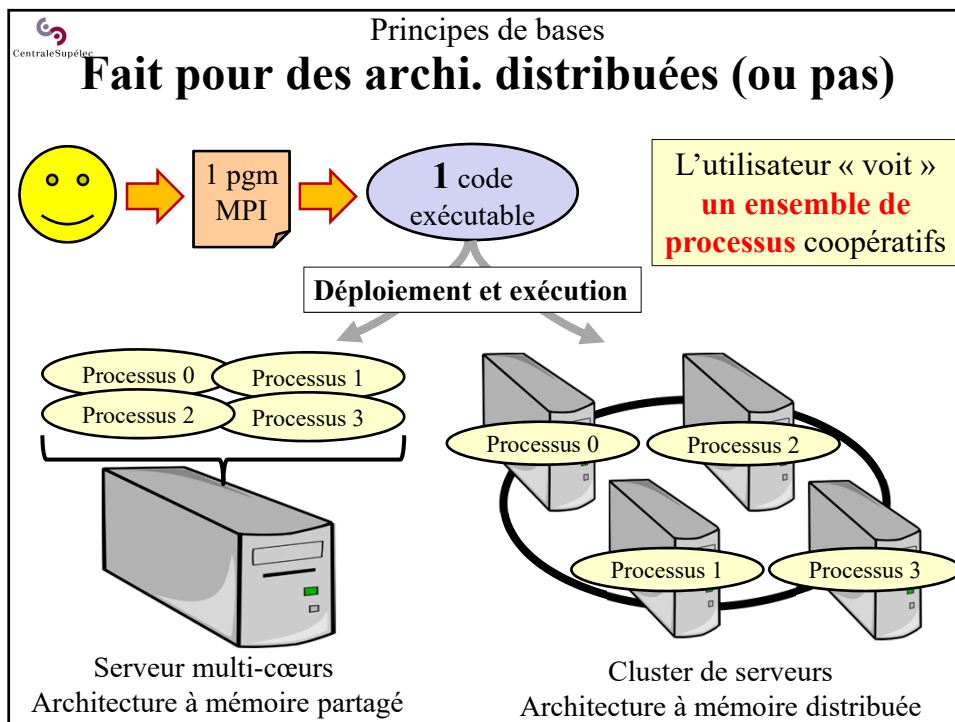 CentraleSupélec
Principes de bases
Fait pour des archi. distribuées (ou pas)
1 pgm
MPI
1 code
exécutable
L’utilisateur « voit »
un ensemble de
processus coopératifs
Déploiement et exécution
Processus 0
Processus 1
Processus 2
Processus 3
Processus 0
Processus 2
Processus 1
Processus 3
Serveur multi-cœurs
Architecture à mémoire partagé
Cluster de serveurs
Architecture à mémoire distribuée